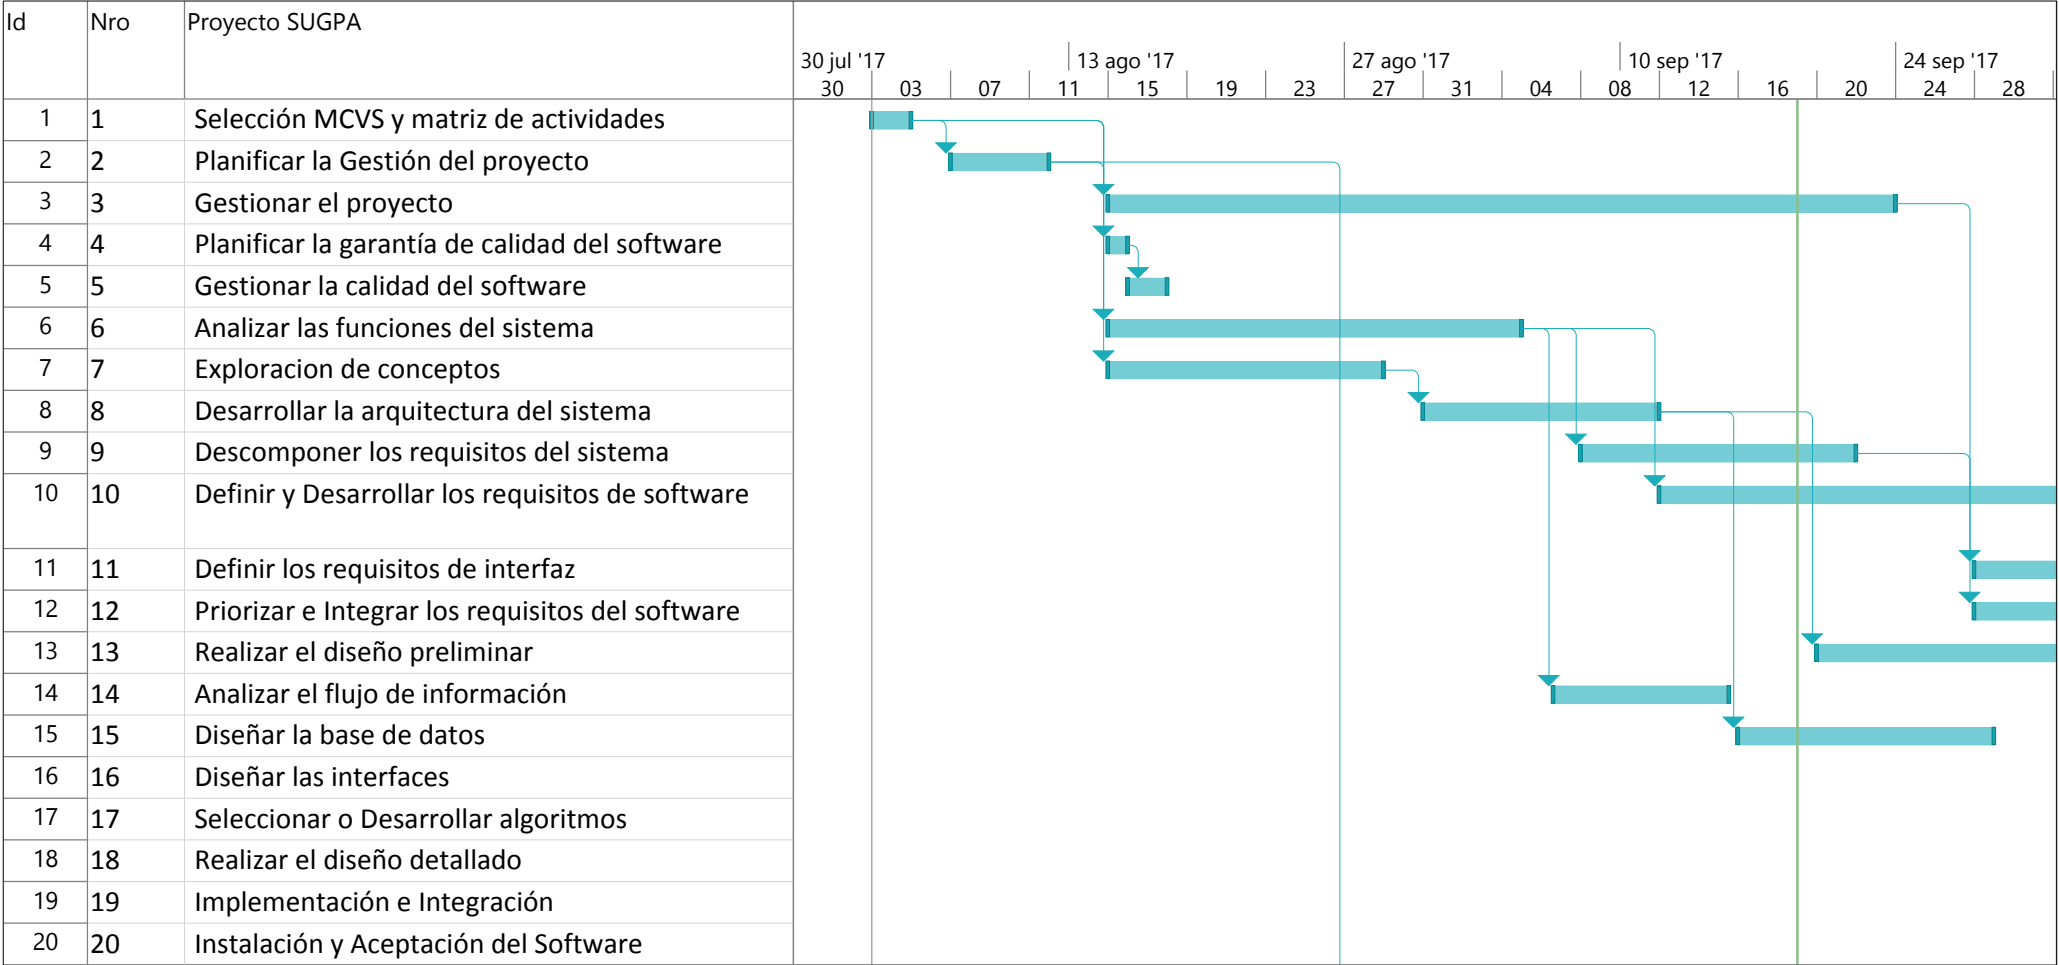 Id Nro Proyecto SUGPA
30 jul '17 13 ago '17 27 ago '17 10 sep '17 24 sep '17
30 03 07 11 15 19 23 27 31 04 08 12 16 20 24 28
1 1 Selección MCVS y matriz de actividades
2 2 Planificar la Gestión del proyecto
3 3 Gestionar el proyecto
4 4 Planificar la garantía de calidad del software
5 5 Gestionar la calidad del software
6 6 Analizar las funciones del sistema
7 7 Exploracion de conceptos
8 8 Desarrollar la arquitectura del sistema
9 9 Descomponer los requisitos del sistema
10 10 Definir y Desarrollar los requisitos de software
11 11 Definir los requisitos de interfaz
12 12 Priorizar e Integrar los requisitos del software
13 13 Realizar el diseño preliminar
14 14 Analizar el flujo de información
15 15 Diseñar la base de datos
16 16 Diseñar las interfaces
17 17 Seleccionar o Desarrollar algoritmos
18 18 Realizar el diseño detallado
19 19 Implementación e Integración
20 20 Instalación y Aceptación del Software